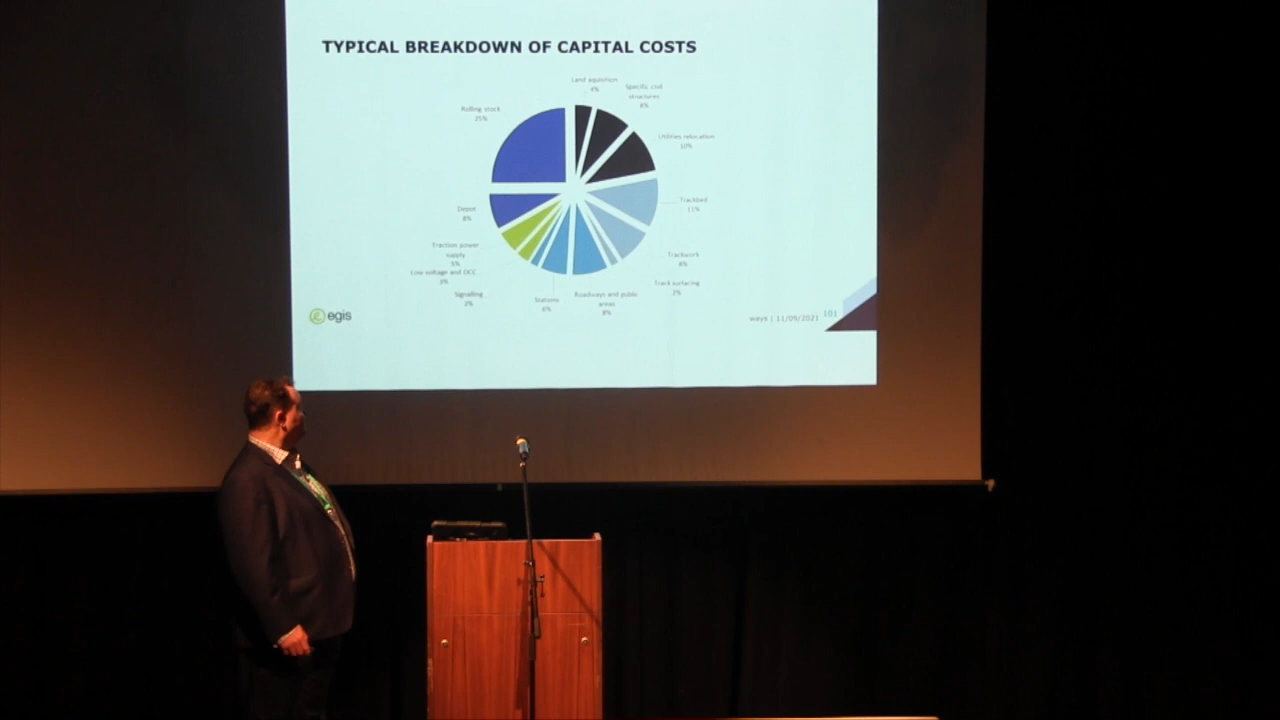 TYPICAL BREAKDOWN OF CAPITAL COSTS
Land aquisition
4%
Specific civil
structures
8%
Utilities relocation
10%
Rolling stock
25%
Trackbed
11%
Depot
8%
Traction power
supply
5%
Trackwork
8%
Low voltage and OCC
3%
Track surfacing
2%
Signalling
2%
Stations
6%
Roadways and public
areas
8%
egis
ways | 11/09/2021
101